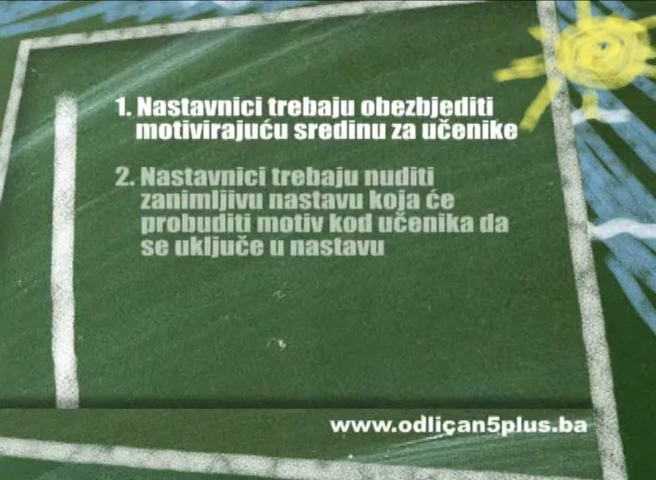 1. Nastavnici trebaju obezbjediti
motivirajuću sredinu za učenike
2. Nastavnici trebaju nuditi
zanimljivu nastavu koja će
probuditi motiv kod učenika da
se uključe u nastavu
www.odliçan5plus.ba